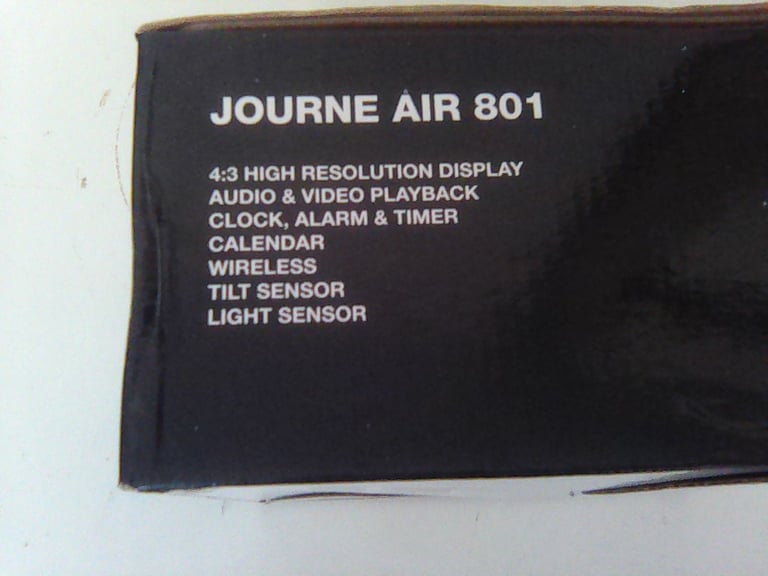 JOURNE AIR 801
4:3 HIGH RESOLUTION DISPLAY
AUDIO & VIDEO PLAYBACK
CLOCK, ALARM & TIMER
CALENDAR
WIRELESS
TILT SENSOR
LIGHT SENSOR